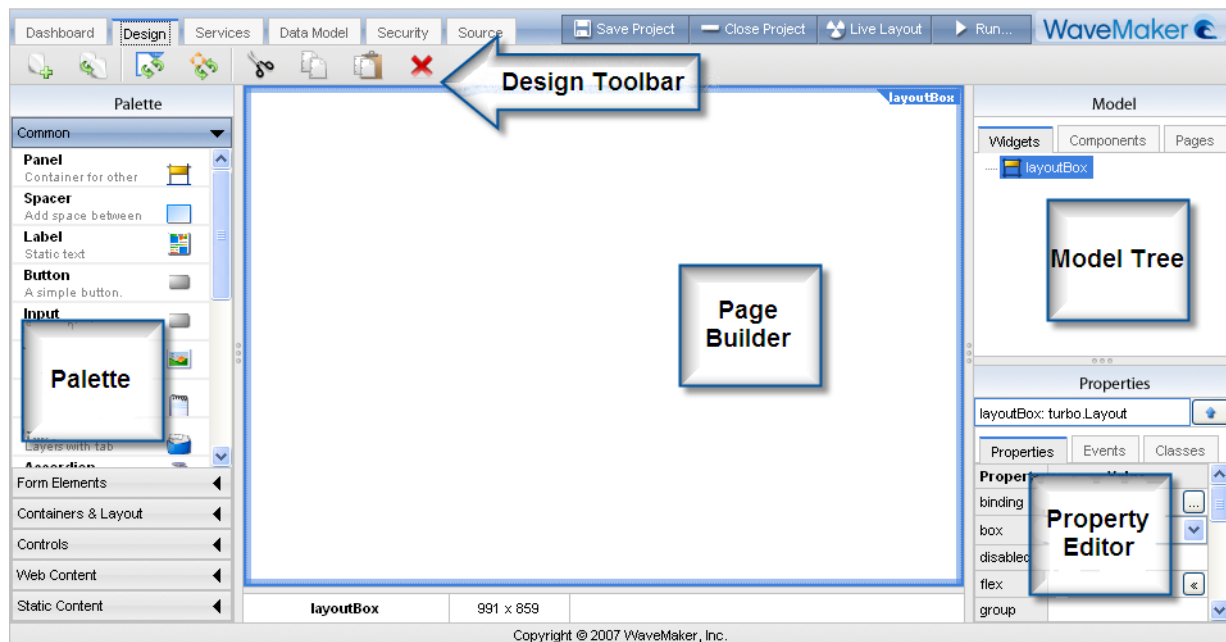 Dashboard Design Services Data Model Security Source Save Project Close Project Live Layout Run... WaveMaker
Design Toolbar
Palette
Common
Panel
Container for other
Spacer
Add space between
Label
Static text
Button
A simple button.
Input
Palette
Layers with tab
Accordion
Form Elements
Containers & Layout
Controls
Web Content
Static Content
layoutBox
Page
Builder
layoutBox 991 x 859
Model
Widgets Components Pages
layoutBox
Model Tree
Properties
layoutBox: turbo.Layout
Properties Events Classes
binding ...
box
disabled
flex
group
Property
Editor
Copyright © 2007 WaveMaker, Inc.